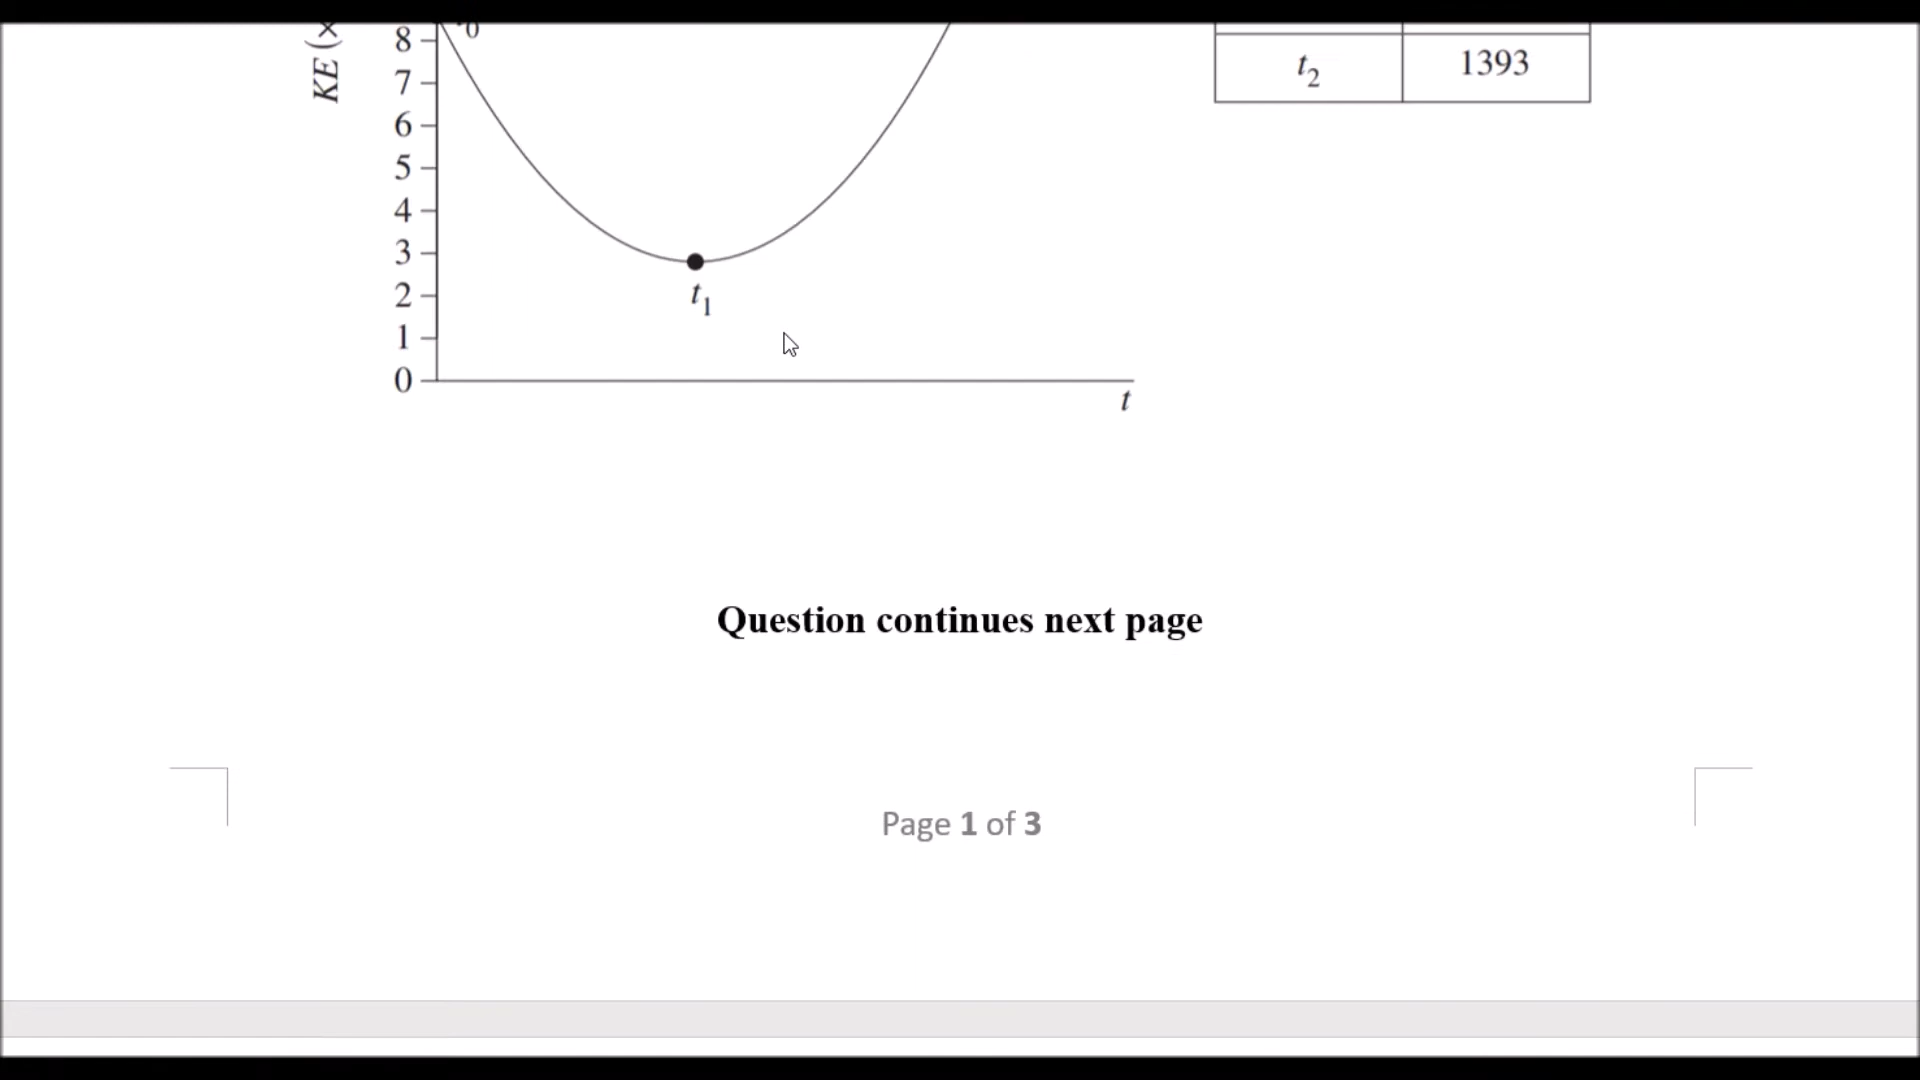 KE (×
8
7
6
5
4
3
2
1
0
0
t1
t
t2 1393
Question continues next page
Page 1 of 3